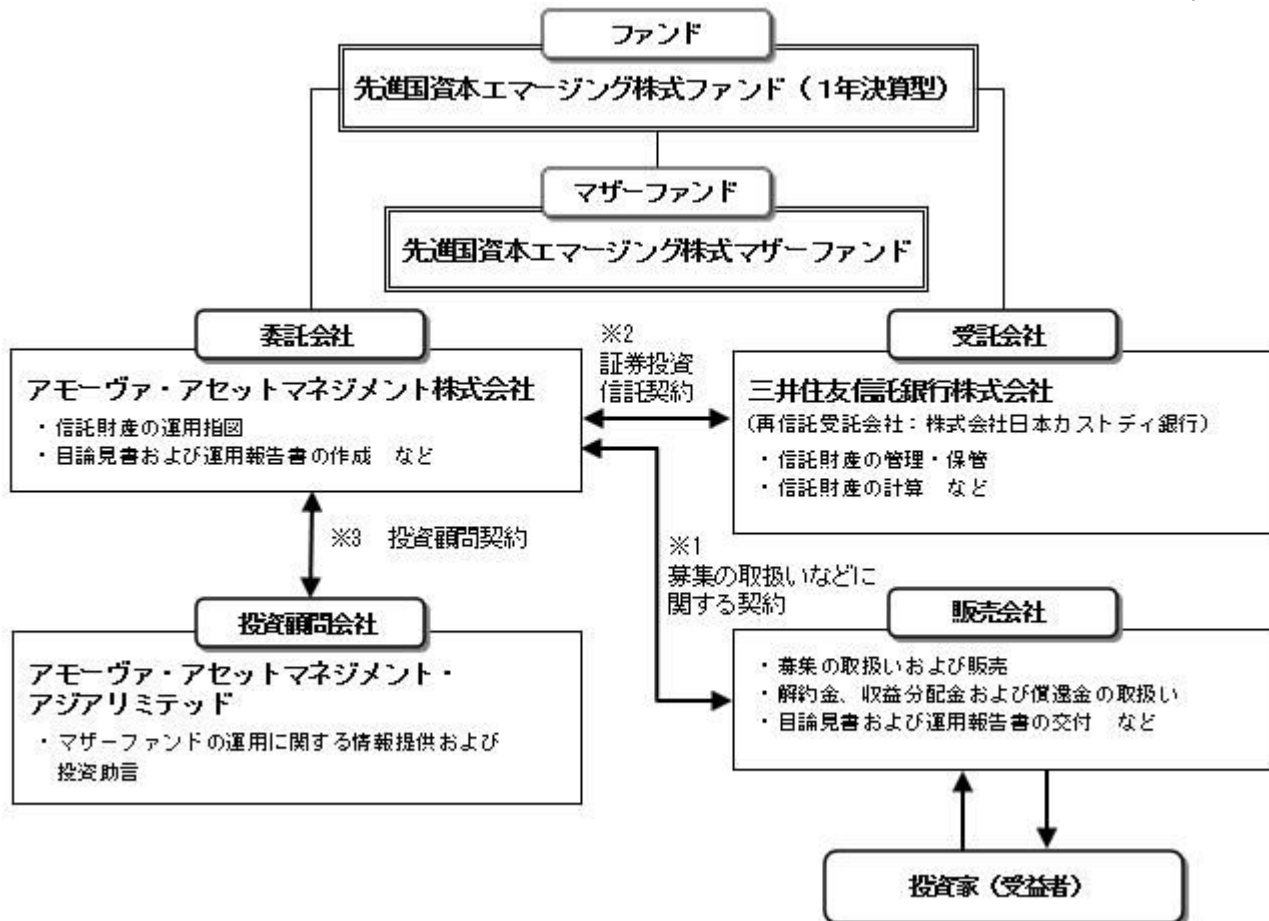 ファンド
先進国資本エマージング株式ファンド（1年決算型）
マザーファンド
先進国資本エマージング株式マザーファンド
委託会社
アモーヴァ・アセットマネジメント株式会社
・信託財産の運用指図
・目論見書および運用報告書の作成　など
※2
証券投資
信託契約
受託会社
三井住友信託銀行株式会社
(再信託受託会社：株式会社日本カストディ銀行)
・信託財産の管理・保管
・信託財産の計算　など
※3　投資顧問契約
※1
募集の取扱いなどに
関する契約
投資顧問会社
アモーヴァ・アセットマネジメント・
アジアリミテッド
・マザーファンドの運用に関する情報提供および
投資助言
販売会社
・募集の取扱いおよび販売
・解約金、収益分配金および償還金の取扱い
・目論見書および運用報告書の交付　など
投資家（受益者）